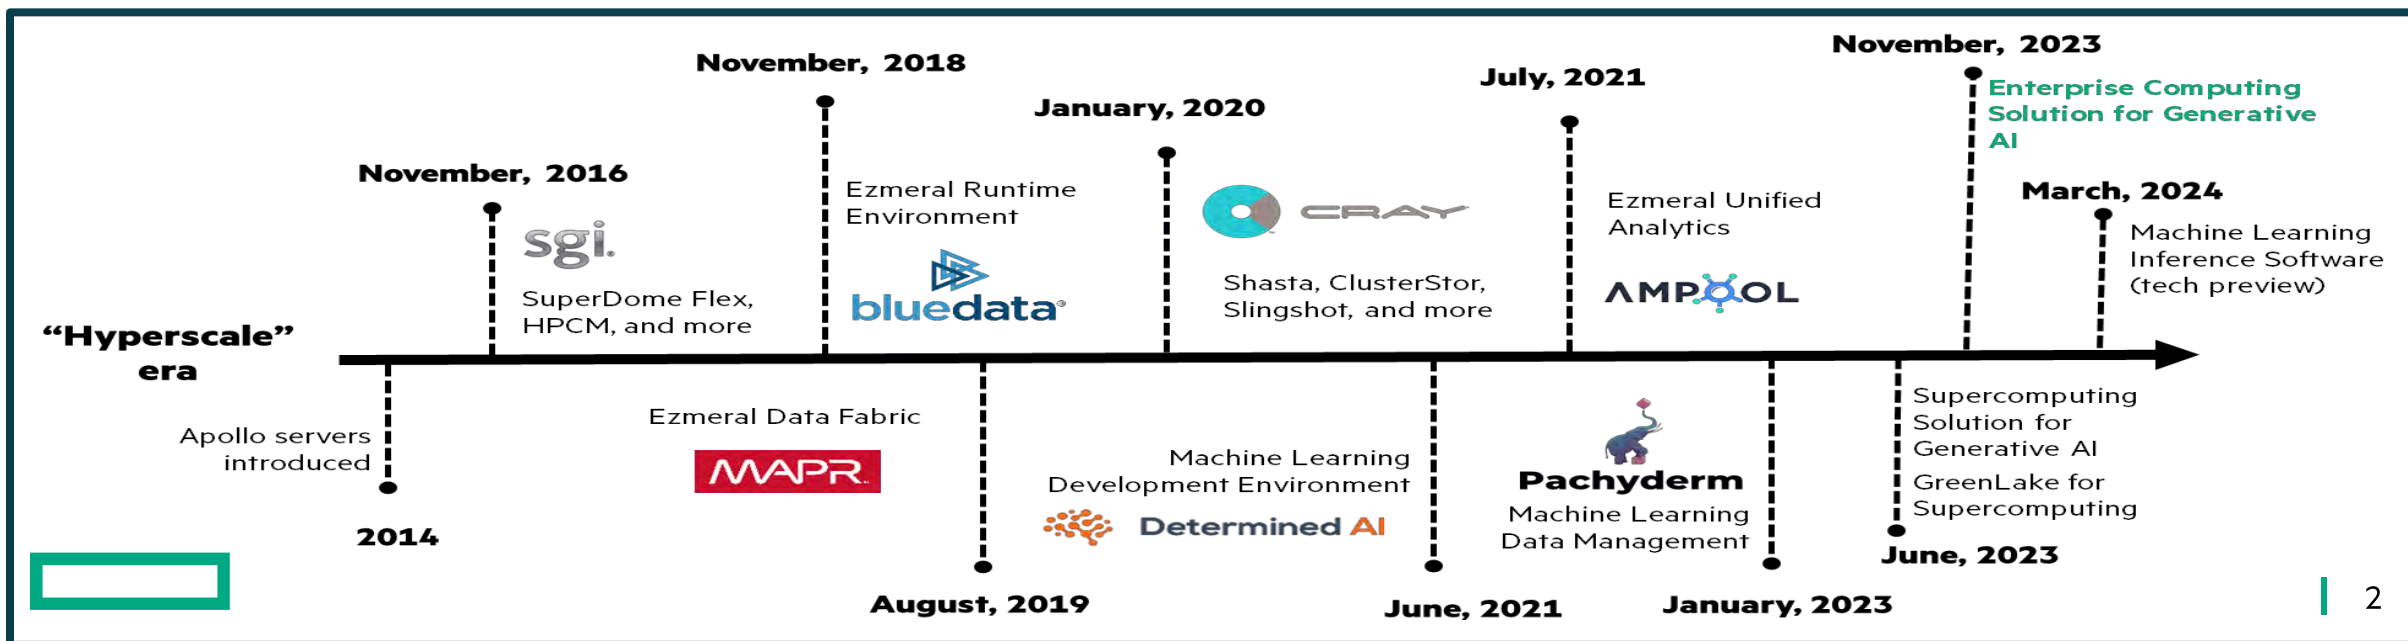 "Hyperscale"
era
Apollo servers
introduced
2014
November, 2016
sgi.
SuperDome Flex,
HPCM, and more
November, 2018
Ezmeral Runtime
Environment
bluedata®
Ezmeral Data Fabric
MAPR
August, 2019
January, 2020
CRAY
Shasta, ClusterStor,
Slingshot, and more
Machine Learning
Development Environment
Determined AI
June, 2021
July, 2021
Ezmeral Unified
Analytics
AMPOOL
Pachyderm
Machine Learning
Data Management
January, 2023
Supercomputing
Solution for
Generative AI
GreenLake for
Supercomputing
June, 2023
November, 2023
Enterprise Computing
Solution for Generative
AI
March, 2024
Machine Learning
Inference Software
(tech preview)
2